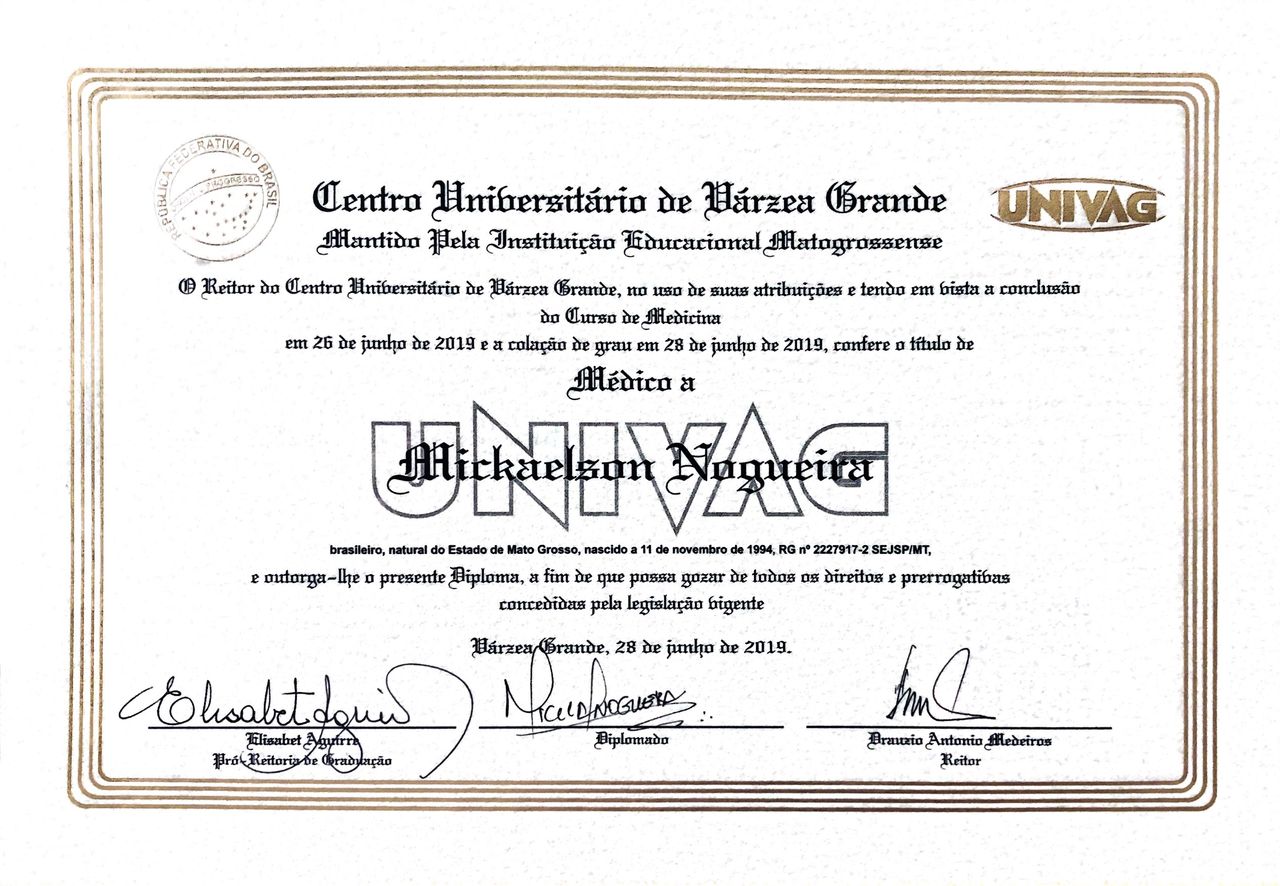 REPÚBLICA FEDERATIVA DO BRASIL
PROGRESSO
UNIVAG
Centro Universitário de Várzea Grande
Mantido Pela Instituição Educacional Matogrossense
O Reitor do Centro Universitário de Várzea Grande, no uso de suas atribuições e tendo em vista a conclusão
do Curso de Medicina
em 26 de junho de 2019 e a colação de grau em 28 de junho de 2019, confere o título de
Médico a
UNIVAG
Mickaelson Nogueira
brasileiro, natural do Estado de Mato Grosso, nascido a 11 de novembro de 1994, RG nº 2227917-2 SEJSP/MT,
e outorga-lhe o presente Diploma, a fim de que possa gozar de todos os direitos e prerrogativas
concedidas pela legislação vigente
Várzea Grande, 28 de junho de 2019.
Elisabet Aguirre
Pró-Reitoria de Graduação
Diplomado
Drauzio Antonio Medeiros
Reitor